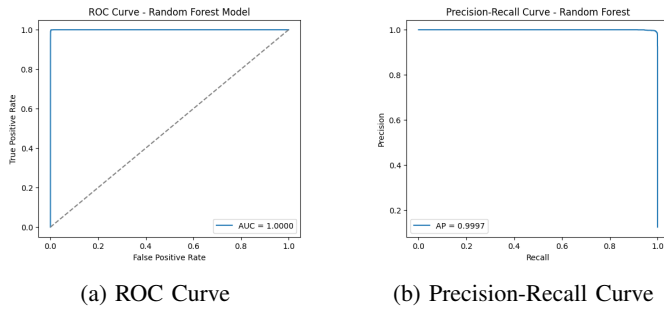 ROC Curve - Random Forest Model
True Positive Rate
1.0
0.8
0.6
0.4
0.2
0.0
0.0 0.2 0.4 0.6 0.8 1.0
False Positive Rate
AUC = 1.0000
(a) ROC Curve
Precision-Recall Curve - Random Forest
Precision
1.0
0.8
0.6
0.4
0.2
0.0 0.2 0.4 0.6 0.8 1.0
Recall
AP = 0.9997
(b) Precision-Recall Curve